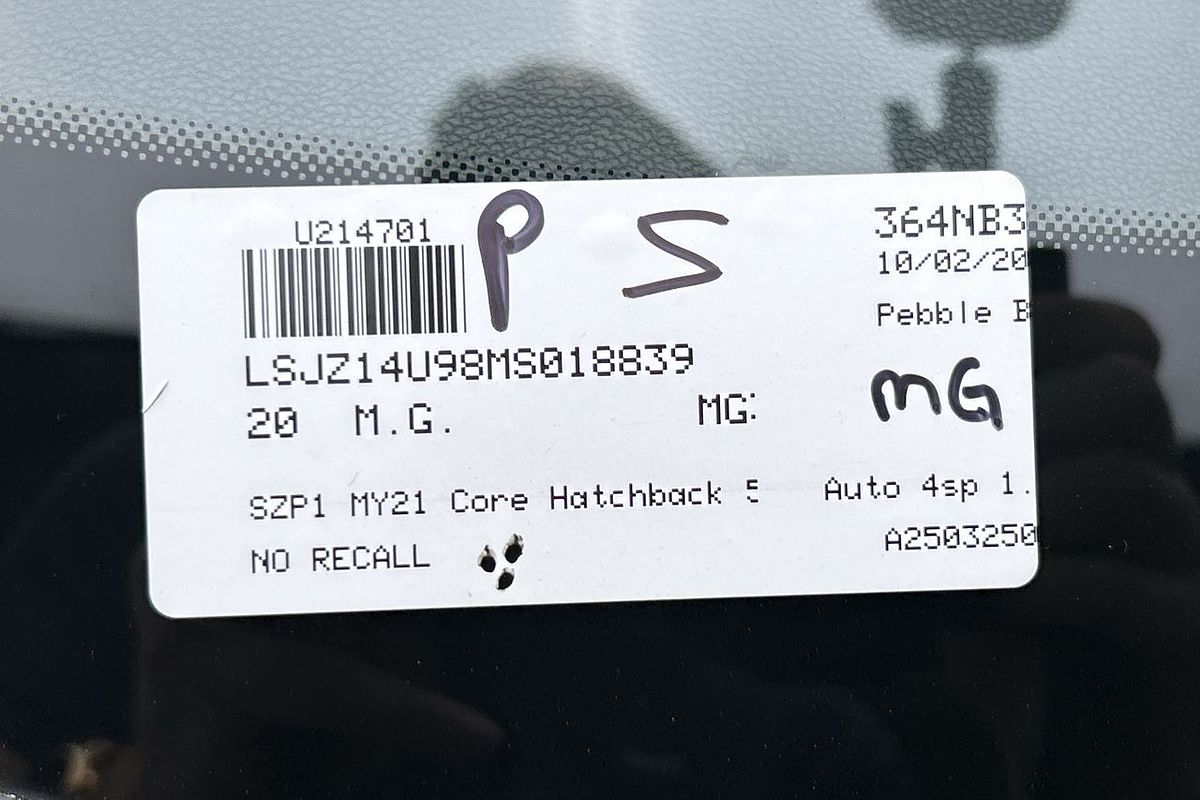 U214701
P S
364NB3
10/02/20
Pebble B
LSJZ14U98MS018839
20 M.G. MG:
MG
SZP1 MY21 Core Hatchback 5 Auto 4sp 1.
NO RECALL
A2503250